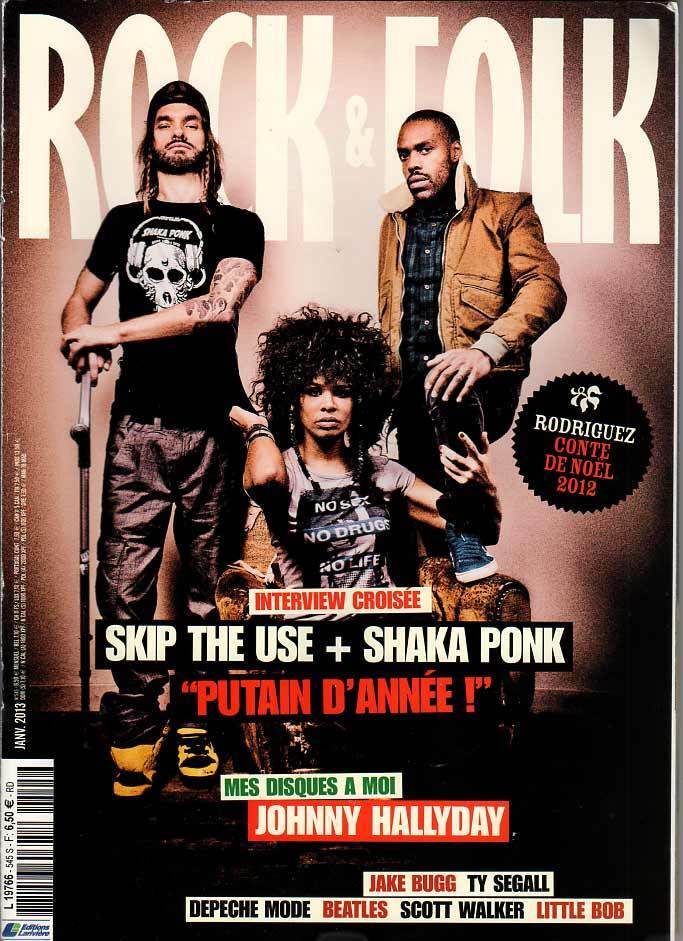 ROCK & FOLK
SHAKA PONK
RODRIGUEZ
CONTE
DE NOËL
2012
NO SEX
NO DRUGS
NO LIFE
INTERVIEW CROISÉE
SKIP THE USE + SHAKA PONK
“PUTAIN D'ANNÉE !”
MES DISQUES A MOI
JOHNNY HALLYDAY
JAKE BUGG TY SEGALL
DEPECHE MODE BEATLES SCOTT WALKER LITTLE BOB
JANV. 2013
L 19766 - 545 S - F: 6,50 € - RD
Editions
Larivière